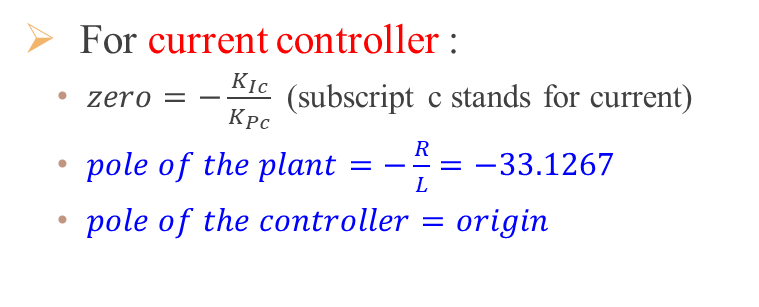 ➢ For current controller :
• zero = −K_Ic/K_Pc (subscript c stands for current)
• pole of the plant = −R/L = −33.1267
• pole of the controller = origin